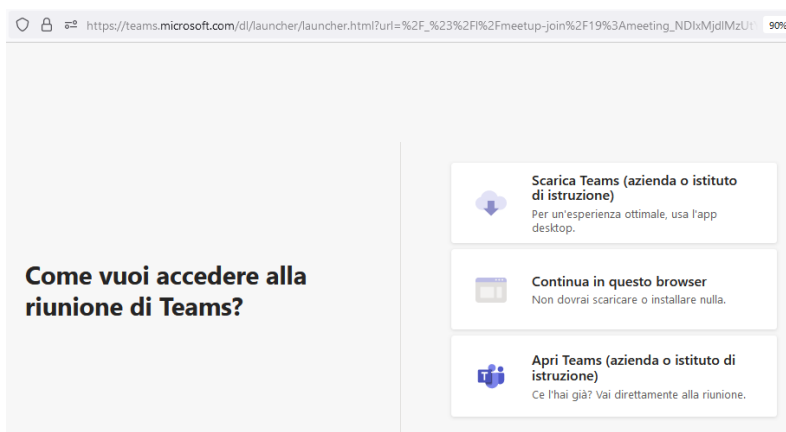 https://teams.microsoft.com/dl/launcher/launcher.html?url=%2F_%23%2Fl%2Fmeetup-join%2F19%3Ameeting_NDIxMjdlMzUt
90%
Scarica Teams (azienda o istituto
di istruzione)
Per un'esperienza ottimale, usa l'app
desktop.
Come vuoi accedere alla
riunione di Teams?
Continua in questo browser
Non dovrai scaricare o installare nulla.
Apri Teams (azienda o istituto di
istruzione)
Ce l'hai già? Vai direttamente alla riunione.